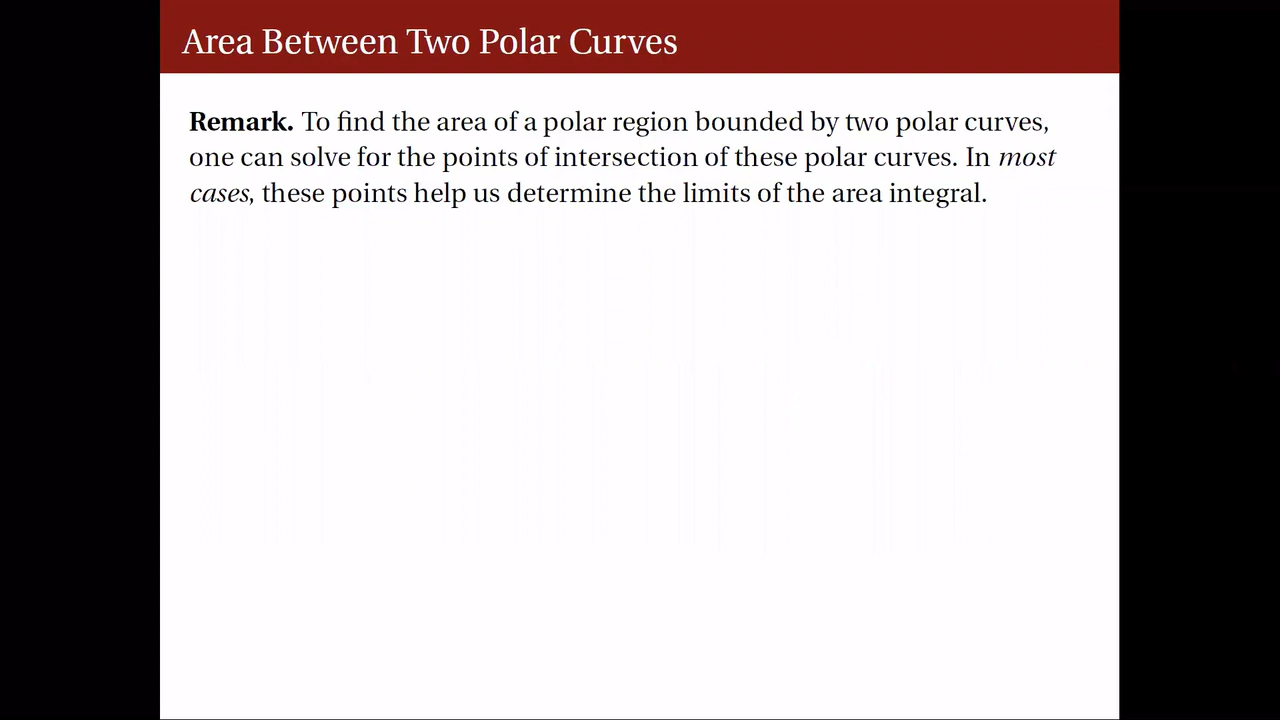 Area Between Two Polar Curves
Remark. To find the area of a polar region bounded by two polar curves,
one can solve for the points of intersection of these polar curves. In most
cases, these points help us determine the limits of the area integral.